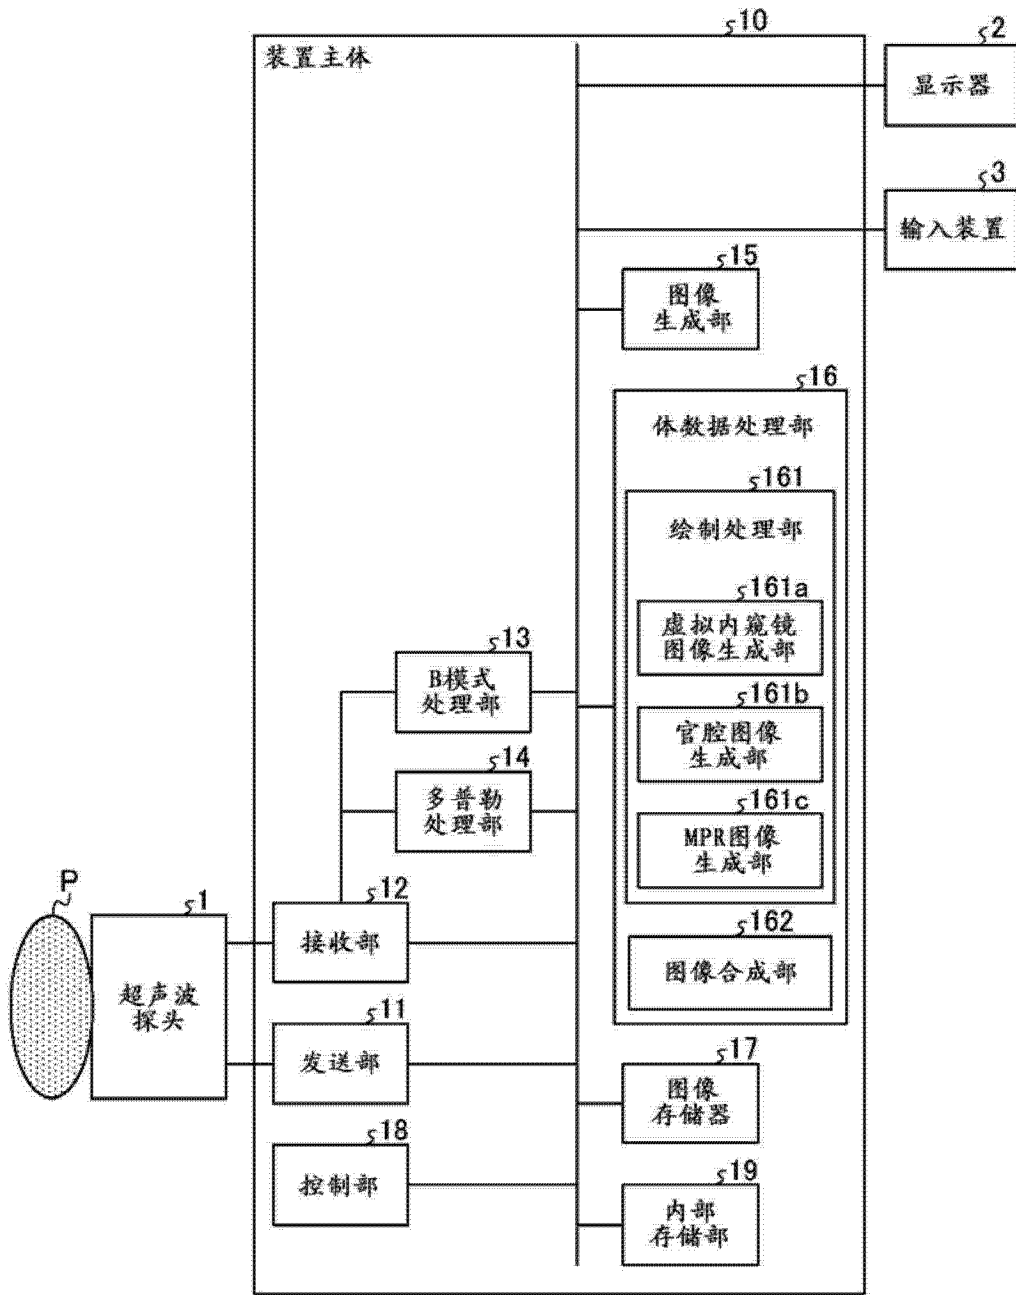 10
装置主体
2
显示器
3
输入装置
15
图像
生成部
16
体数据处理部
161
绘制处理部
161a
虚拟内窥镜
图像生成部
161b
官腔图像
生成部
161c
MPR图像
生成部
162
图像合成部
13
B模式
处理部
14
多普勒
处理部
P
1
超声波
探头
12
接收部
11
发送部
18
控制部
17
图像
存储器
19
内部
存储部